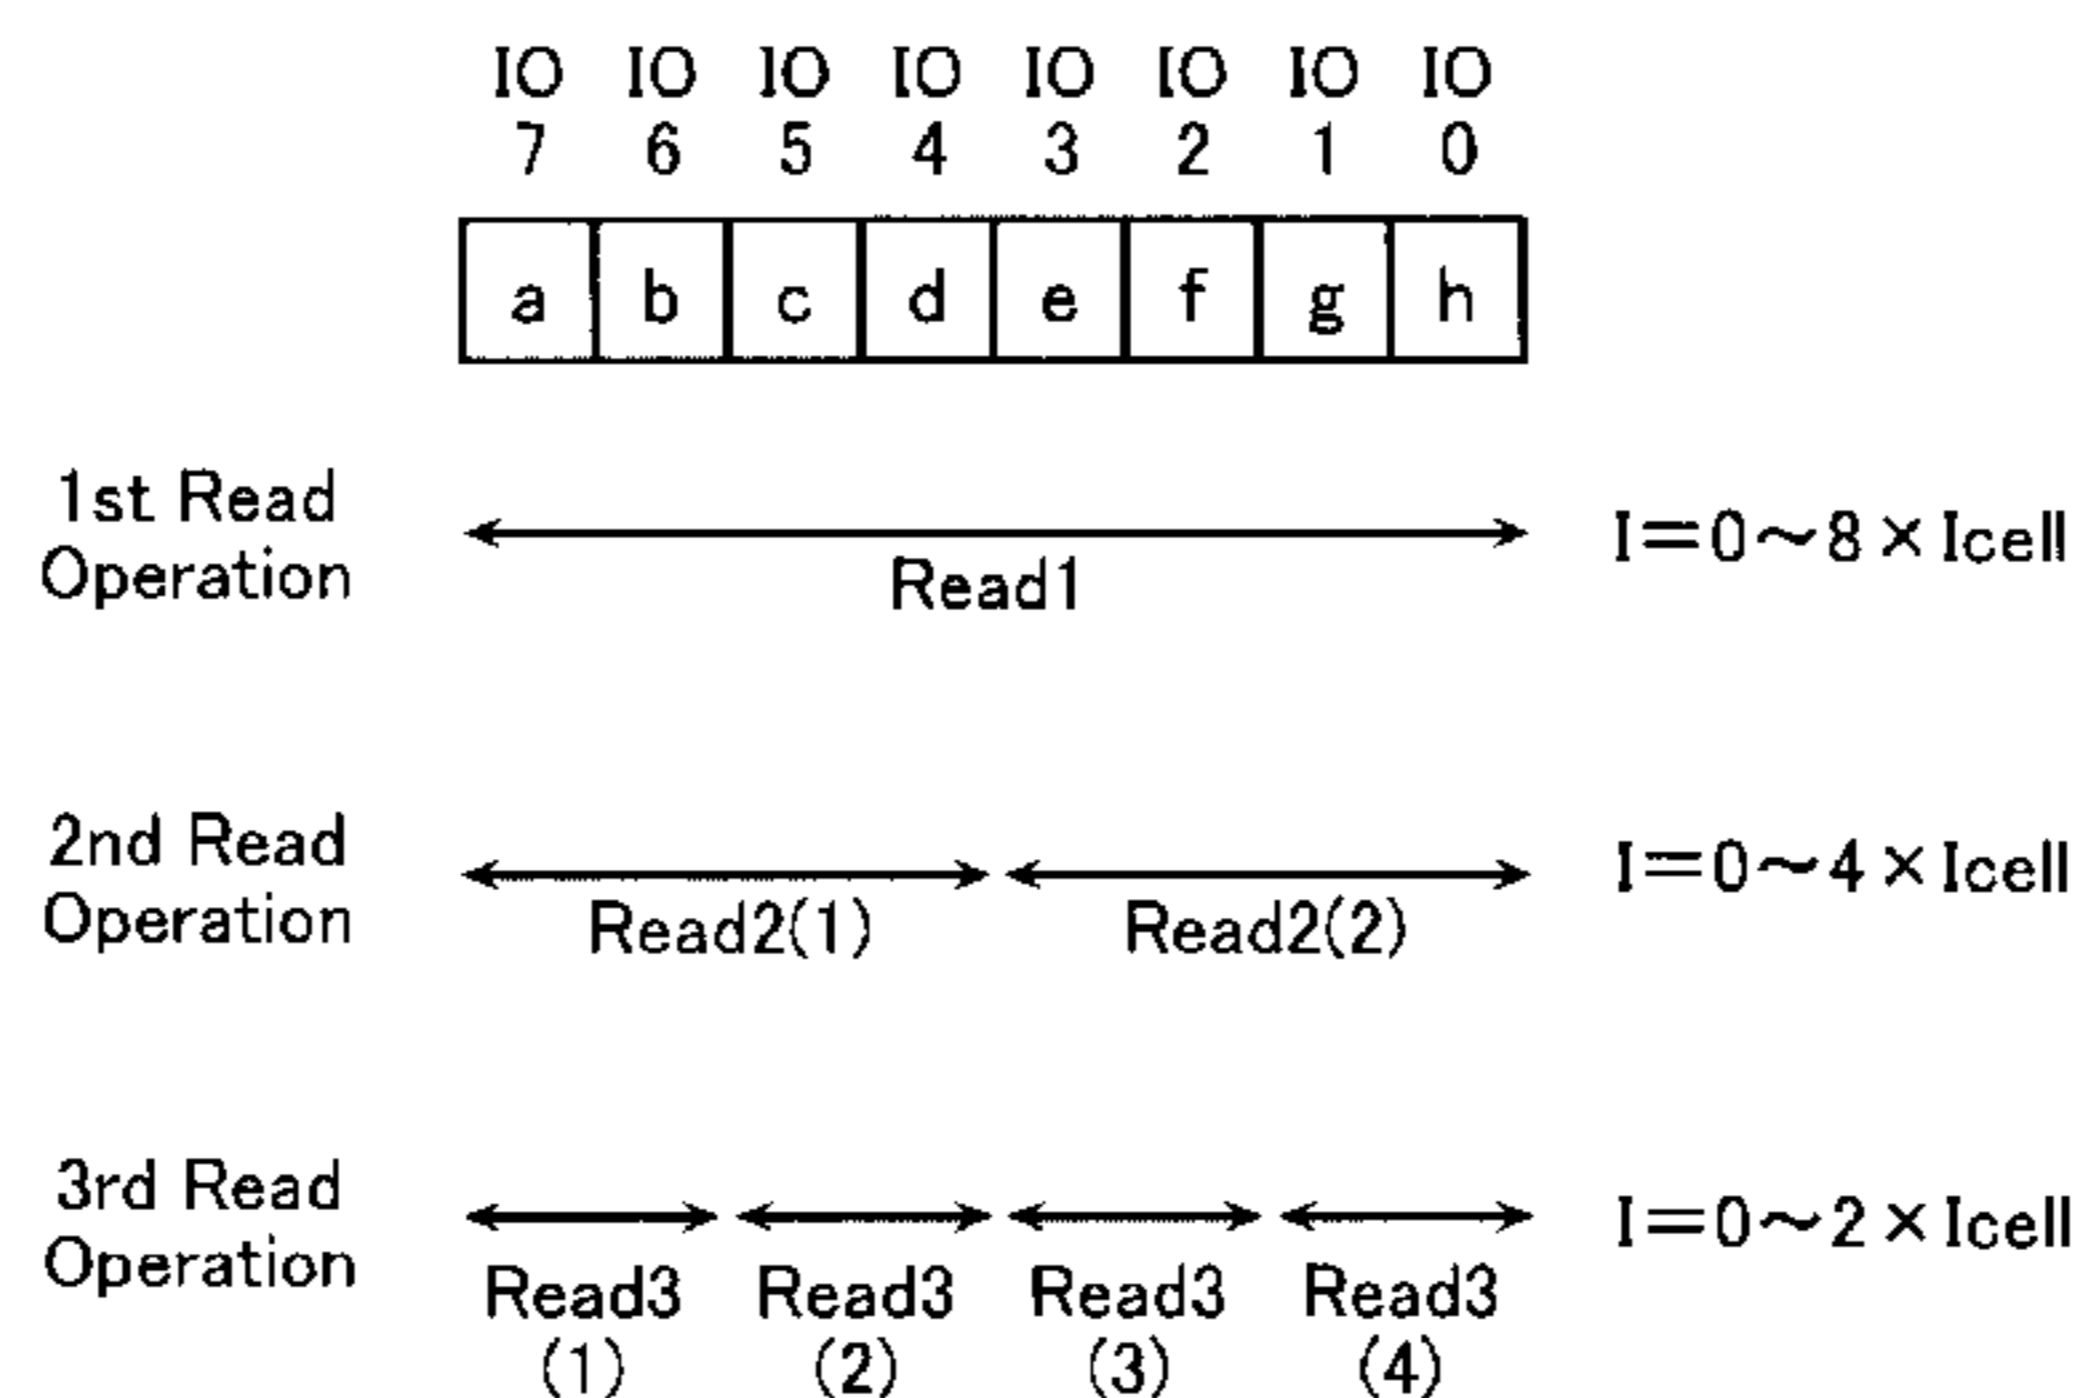 IO IO IO IO IO IO IO IO
7 6 5 4 3 2 1 0
a b c d e f g h
1st Read
Operation
Read1
I=0～8×Icell
2nd Read
Operation
Read2(1) Read2(2)
I=0～4×Icell
3rd Read
Operation
Read3 Read3 Read3 Read3
(1) (2) (3) (4)
I=0～2×Icell